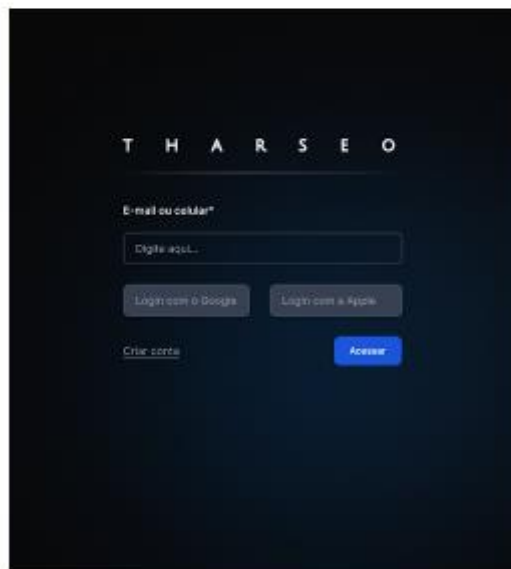 T H A R S E O
E-mail ou celular*
Digite aqui...
Login com o Google Login com a Apple
Criar conta Acessar